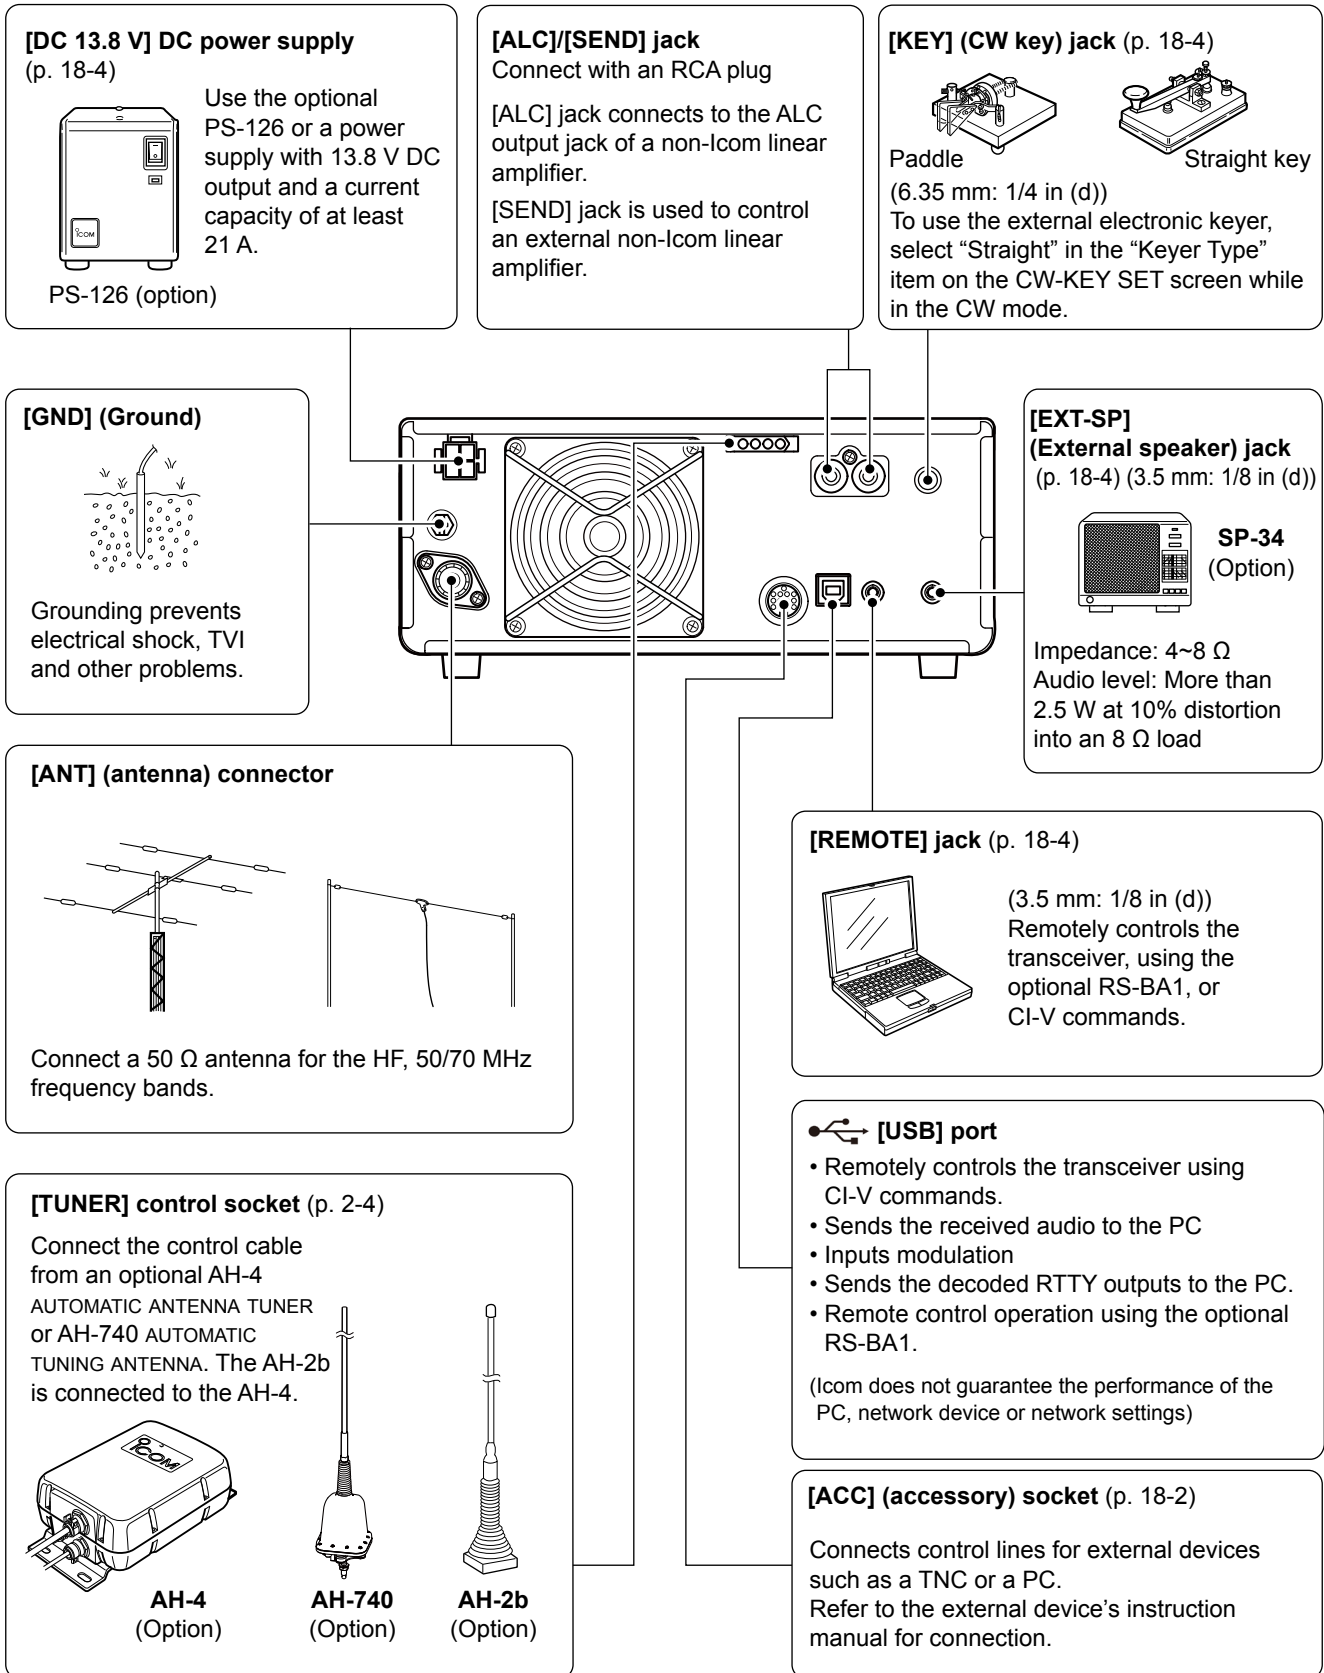 [DC 13.8 V] DC power supply
(p. 18-4)
Use the optional
PS-126 or a power
supply with 13.8 V DC
output and a current
capacity of at least
21 A.
ICOM
PS-126 (option)
[ALC]/[SEND] jack
Connect with an RCA plug
[ALC] jack connects to the ALC
output jack of a non-Icom linear
amplifier.
[SEND] jack is used to control
an external non-Icom linear
amplifier.
[KEY] (CW key) jack (p. 18-4)
Paddle
Straight key
(6.35 mm: 1/4 in (d))
To use the external electronic keyer,
select “Straight” in the “Keyer Type”
item on the CW-KEY SET screen while
in the CW mode.
[GND] (Ground)
Grounding prevents
electrical shock, TVI
and other problems.
[EXT-SP]
(External speaker) jack
(p. 18-4) (3.5 mm: 1/8 in (d))
SP-34
(Option)
Impedance: 4~8 Ω
Audio level: More than
2.5 W at 10% distortion
into an 8 Ω load
[ANT] (antenna) connector
Connect a 50 Ω antenna for the HF, 50/70 MHz
frequency bands.
[REMOTE] jack (p. 18-4)
(3.5 mm: 1/8 in (d))
Remotely controls the
transceiver, using the
optional RS-BA1, or
CI-V commands.
[USB] port
• Remotely controls the transceiver using
CI-V commands.
• Sends the received audio to the PC
• Inputs modulation
• Sends the decoded RTTY outputs to the PC.
• Remote control operation using the optional
RS-BA1.
(Icom does not guarantee the performance of the
PC, network device or network settings)
[TUNER] control socket (p. 2-4)
Connect the control cable
from an optional AH-4
AUTOMATIC ANTENNA TUNER
or AH-740 AUTOMATIC
TUNING ANTENNA. The AH-2b
is connected to the AH-4.
ICOM
AH-4
(Option)
AH-740
(Option)
AH-2b
(Option)
[ACC] (accessory) socket (p. 18-2)
Connects control lines for external devices
such as a TNC or a PC.
Refer to the external device’s instruction
manual for connection.